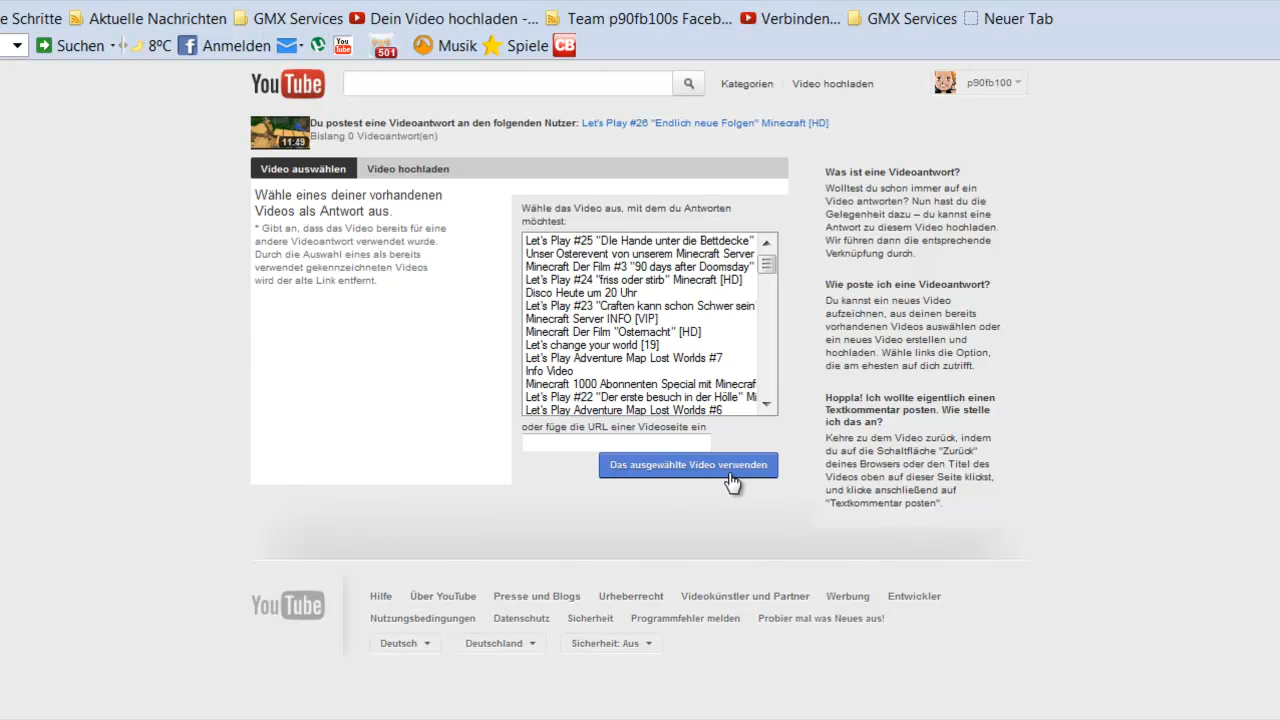 e Schritte Aktuelle Nachrichten GMX Services Dein Video hochladen -... Team p90fb100s Faceb... Verbinden... GMX Services Neuer Tab
Suchen 8ºC Anmelden You Tube 501 Musik Spiele CB
YouTube Kategorien Video hochladen p90fb100
Du postest eine Videoantwort an den folgenden Nutzer: Let's Play #26 "Endlich neue Folgen" Minecraft [HD]
Bislang 0 Videoantwort(en)
11:49
Video auswählen Video hochladen
Wähle eines deiner vorhandenen
Videos als Antwort aus.
* Gibt an, dass das Video bereits für eine
andere Videoantwort verwendet wurde.
Durch die Auswahl eines als bereits
verwendet gekennzeichneten Videos
wird der alte Link entfernt.
Wähle das Video aus, mit dem du Antworten
möchtest:
Let's Play #25 "DIe Hande unter die Bettdecke"
Unser Osterevent von unserem Minecraft Server
Minecraft Der Film #3 "90 days after Doomsday"
Let's Play #24 "friss oder stirb" Minecraft [HD]
Disco Heute um 20 Uhr
Let's Play #23 "Craften kann schon Schwer sein"
Minecraft Server INFO [VIP]
Minecraft Der Film "Osternacht" [HD]
Let's change your world [19]
Let's Play Adventure Map Lost Worlds #7
Info Video
Minecraft 1000 Abonnenten Special mit Minecraf
Let's Play #22 "Der erste besuch in der Hölle" Mi
Let's Play Adventure Map Lost Worlds #6
oder füge die URL einer Videoseite ein
Das ausgewählte Video verwenden
Was ist eine Videoantwort?
Wolltest du schon immer auf ein
Video antworten? Nun hast du die
Gelegenheit dazu – du kannst eine
Antwort zu diesem Video hochladen.
Wir führen dann die entsprechende
Verknüpfung durch.
Wie poste ich eine Videoantwort?
Du kannst ein neues Video
aufzeichnen, aus deinen bereits
vorhandenen Videos auswählen oder
ein neues Video erstellen und
hochladen. Wähle links die Option,
die am ehesten auf dich zutrifft.
Hoppla! Ich wollte eigentlich einen
Textkommentar posten. Wie stelle
ich das an?
Kehre zu dem Video zurück, indem
du auf die Schaltfläche "Zurück"
deines Browsers oder den Titel des
Videos oben auf dieser Seite klickst,
und klicke anschließend auf
"Textkommentar posten".
YouTube Hilfe Über YouTube Presse und Blogs Urheberrecht Videokünstler und Partner Werbung Entwickler
Nutzungsbedingungen Datenschutz Sicherheit Programmfehler melden Probier mal was Neues aus!
Deutsch Deutschland Sicherheit: Aus